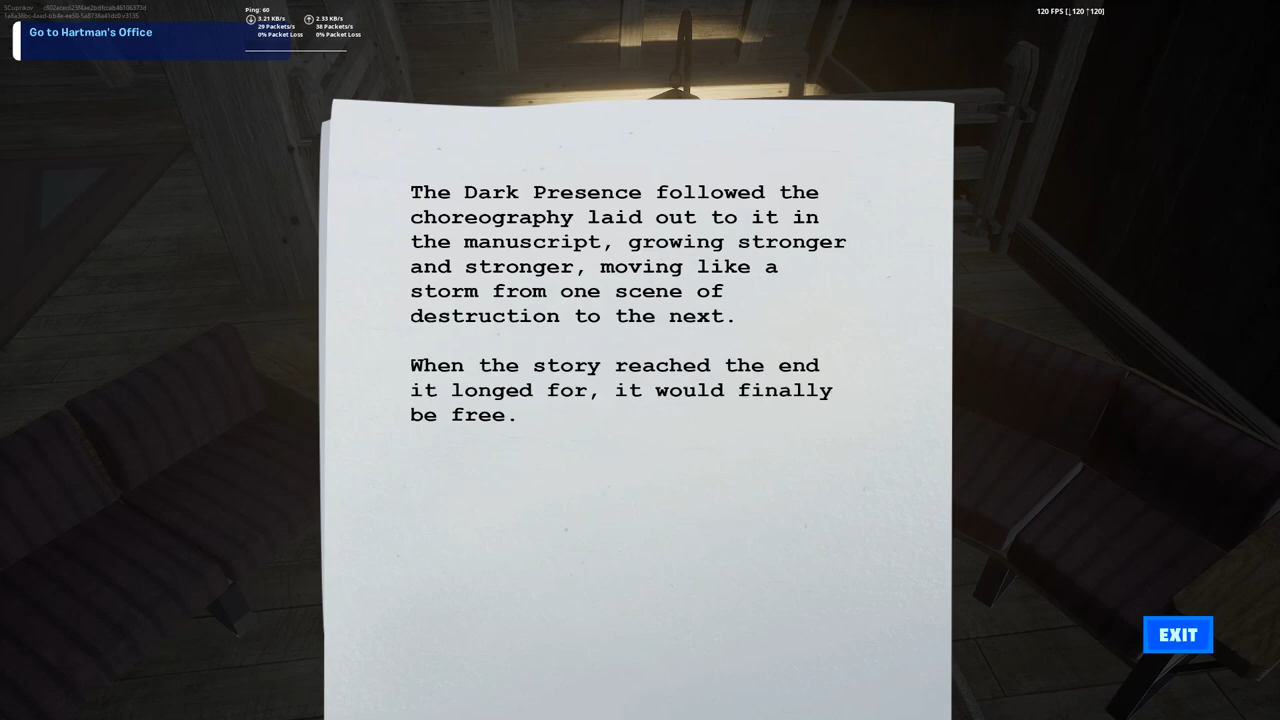 Ping: 60
3.21 KB/s
2.33 KB/s
29 Packets/s
38 Packets/s
0% Packet Loss
0% Packet Loss
120 FPS [↓120 ↑120]
Go to Hartman's Office
The Dark Presence followed the
choreography laid out to it in
the manuscript, growing stronger
and stronger, moving like a
storm from one scene of
destruction to the next.
When the story reached the end
it longed for, it would finally
be free.
EXIT